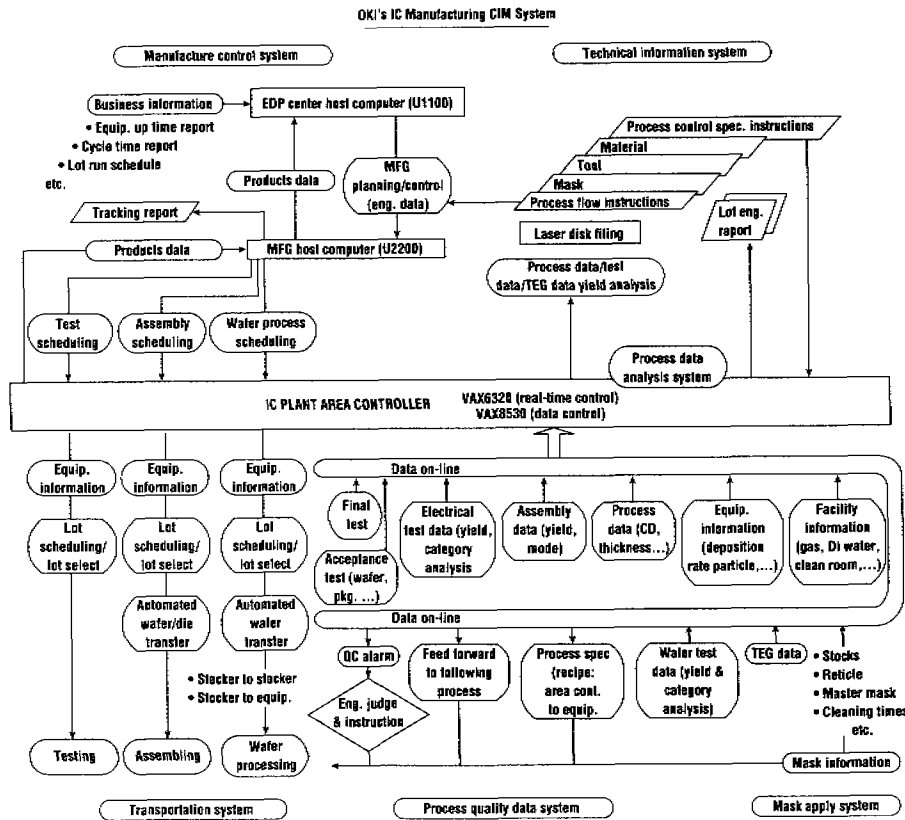 OKI's IC Manufacturing CIM System
Manufacture control system
Technical information system
Business information
• Equip. up time report
• Cycle time report
• Lot run schedule
etc.
EDP center host computer (U1100)
Products data
MFG
planning/control
(eng. data)
Process control spec. instructions
Material
Tool
Mask
Process flow instructions
Tracking report
Laser disk filing
Lot eng.
report
Products data
MFG host computer (U2200)
Process data/test
data/TEG data yield analysis
Test
scheduling
Assembly
scheduling
Wafer process
scheduling
Process data
analysis system
IC PLANT AREA CONTROLLER
VAX6320 (real-time control)
VAX8530 (data control)
Equip.
information
Equip.
information
Equip.
information
Lot
scheduling/
lot select
Lot
scheduling/
lot select
Lot
scheduling/
lot select
Automated
wafer/die
transfer
Automated
wafer
transfer
• Stocker to stocker
• Stocker to equip.
Testing
Assembling
Wafer
processing
Data on-line
Final
test
Acceptance
test (wafer,
pkg. ...)
Electrical
test data (yield,
category
analysis
Assembly
data (yield,
mode)
Process
data (CD,
thickness...)
Equip.
information
(deposition
rate particle,...)
Facility
information
(gas, DI water,
clean room,...)
Data on-line
QC alarm
Eng. judge
& instruction
Feed forward
to following
process
Process spec
(recipe:
area cont.
to equip.
Wafer test
data (yield &
category
analysis)
TEG data
• Stocks
• Reticle
• Master mask
• Cleaning times
etc.
Mask information
Transportation system
Process quality data system
Mask apply system